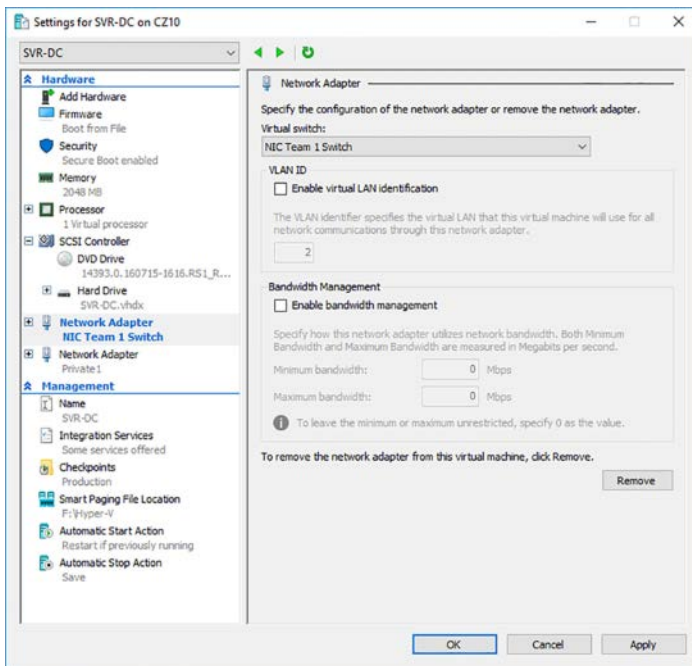 Settings for SVR-DC on CZ10
SVR-DC
Hardware
Add Hardware
Firmware
Boot from File
Security
Secure Boot enabled
Memory
2048 MB
Processor
1 Virtual processor
SCSI Controller
DVD Drive
14393.0.160715-1616.RS1_R...
Hard Drive
SVR-DC.vhdx
Network Adapter
NIC Team 1 Switch
Network Adapter
Private1
Management
Name
SVR-DC
Integration Services
Some services offered
Checkpoints
Production
Smart Paging File Location
F:\Hyper-V
Automatic Start Action
Restart if previously running
Automatic Stop Action
Save
Network Adapter
Specify the configuration of the network adapter or remove the network adapter.
Virtual switch:
NIC Team 1 Switch
VLAN ID
Enable virtual LAN identification
The VLAN identifier specifies the virtual LAN that this virtual machine will use for all
network communications through this network adapter.
2
Bandwidth Management
Enable bandwidth management
Specify how this network adapter utilizes network bandwidth. Both Minimum
Bandwidth and Maximum Bandwidth are measured in Megabits per second.
Minimum bandwidth: 0 Mbps
Maximum bandwidth: 0 Mbps
To leave the minimum or maximum unrestricted, specify 0 as the value.
To remove the network adapter from this virtual machine, click Remove.
Remove
OK Cancel Apply